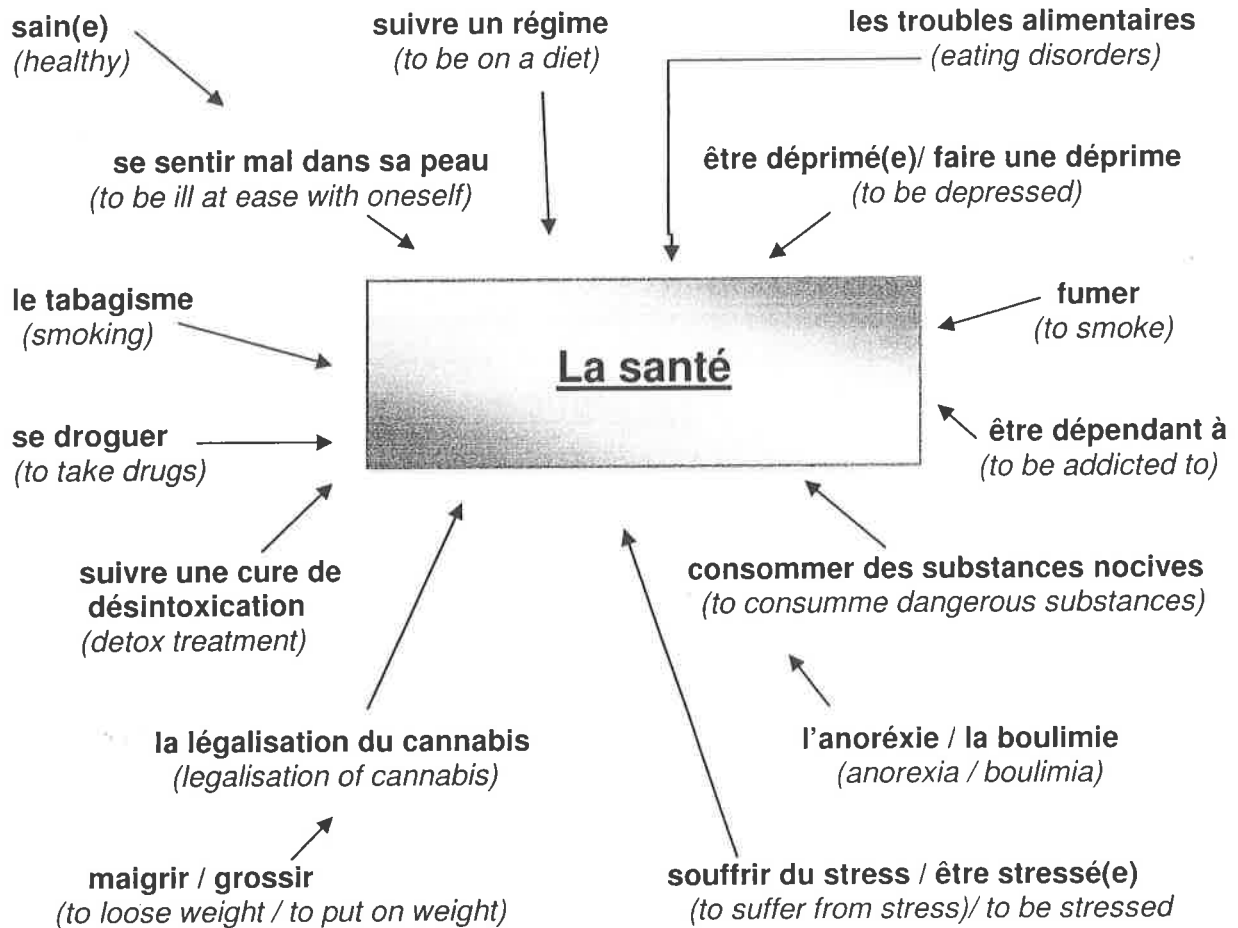 sain(e)
(healthy)
suivre un régime
(to be on a diet)
les troubles alimentaires
(eating disorders)
se sentir mal dans sa peau
(to be ill at ease with oneself)
être déprimé(e)/ faire une déprime
(to be depressed)
le tabagisme
(smoking)
fumer
(to smoke)
La santé
se droguer
(to take drugs)
être dépendant à
(to be addicted to)
suivre une cure de
désintoxication
(detox treatment)
consommer des substances nocives
(to consumme dangerous substances)
la légalisation du cannabis
(legalisation of cannabis)
l'anoréxie / la boulimie
(anorexia / boulimia)
maigrir / grossir
(to loose weight / to put on weight)
souffrir du stress / être stressé(e)
(to suffer from stress)/ to be stressed